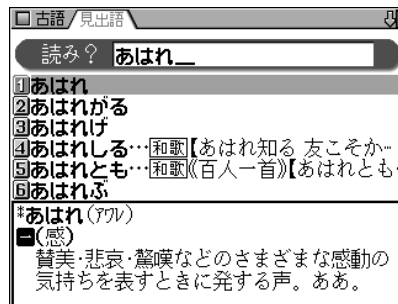 古語/見出語
読み? あはれ
1あはれ
2あはれがる
3あはれげ
4あはれしる…和歌【あはれ知る 友こそか…
5あはれとも…和歌《百人一首》【あはれとも…
6あはれぶ
*あはれ(アワレ)
一(感)
賛美・悲哀・驚嘆などのさまざまな感動の
気持ちを表すときに発する声。ああ。